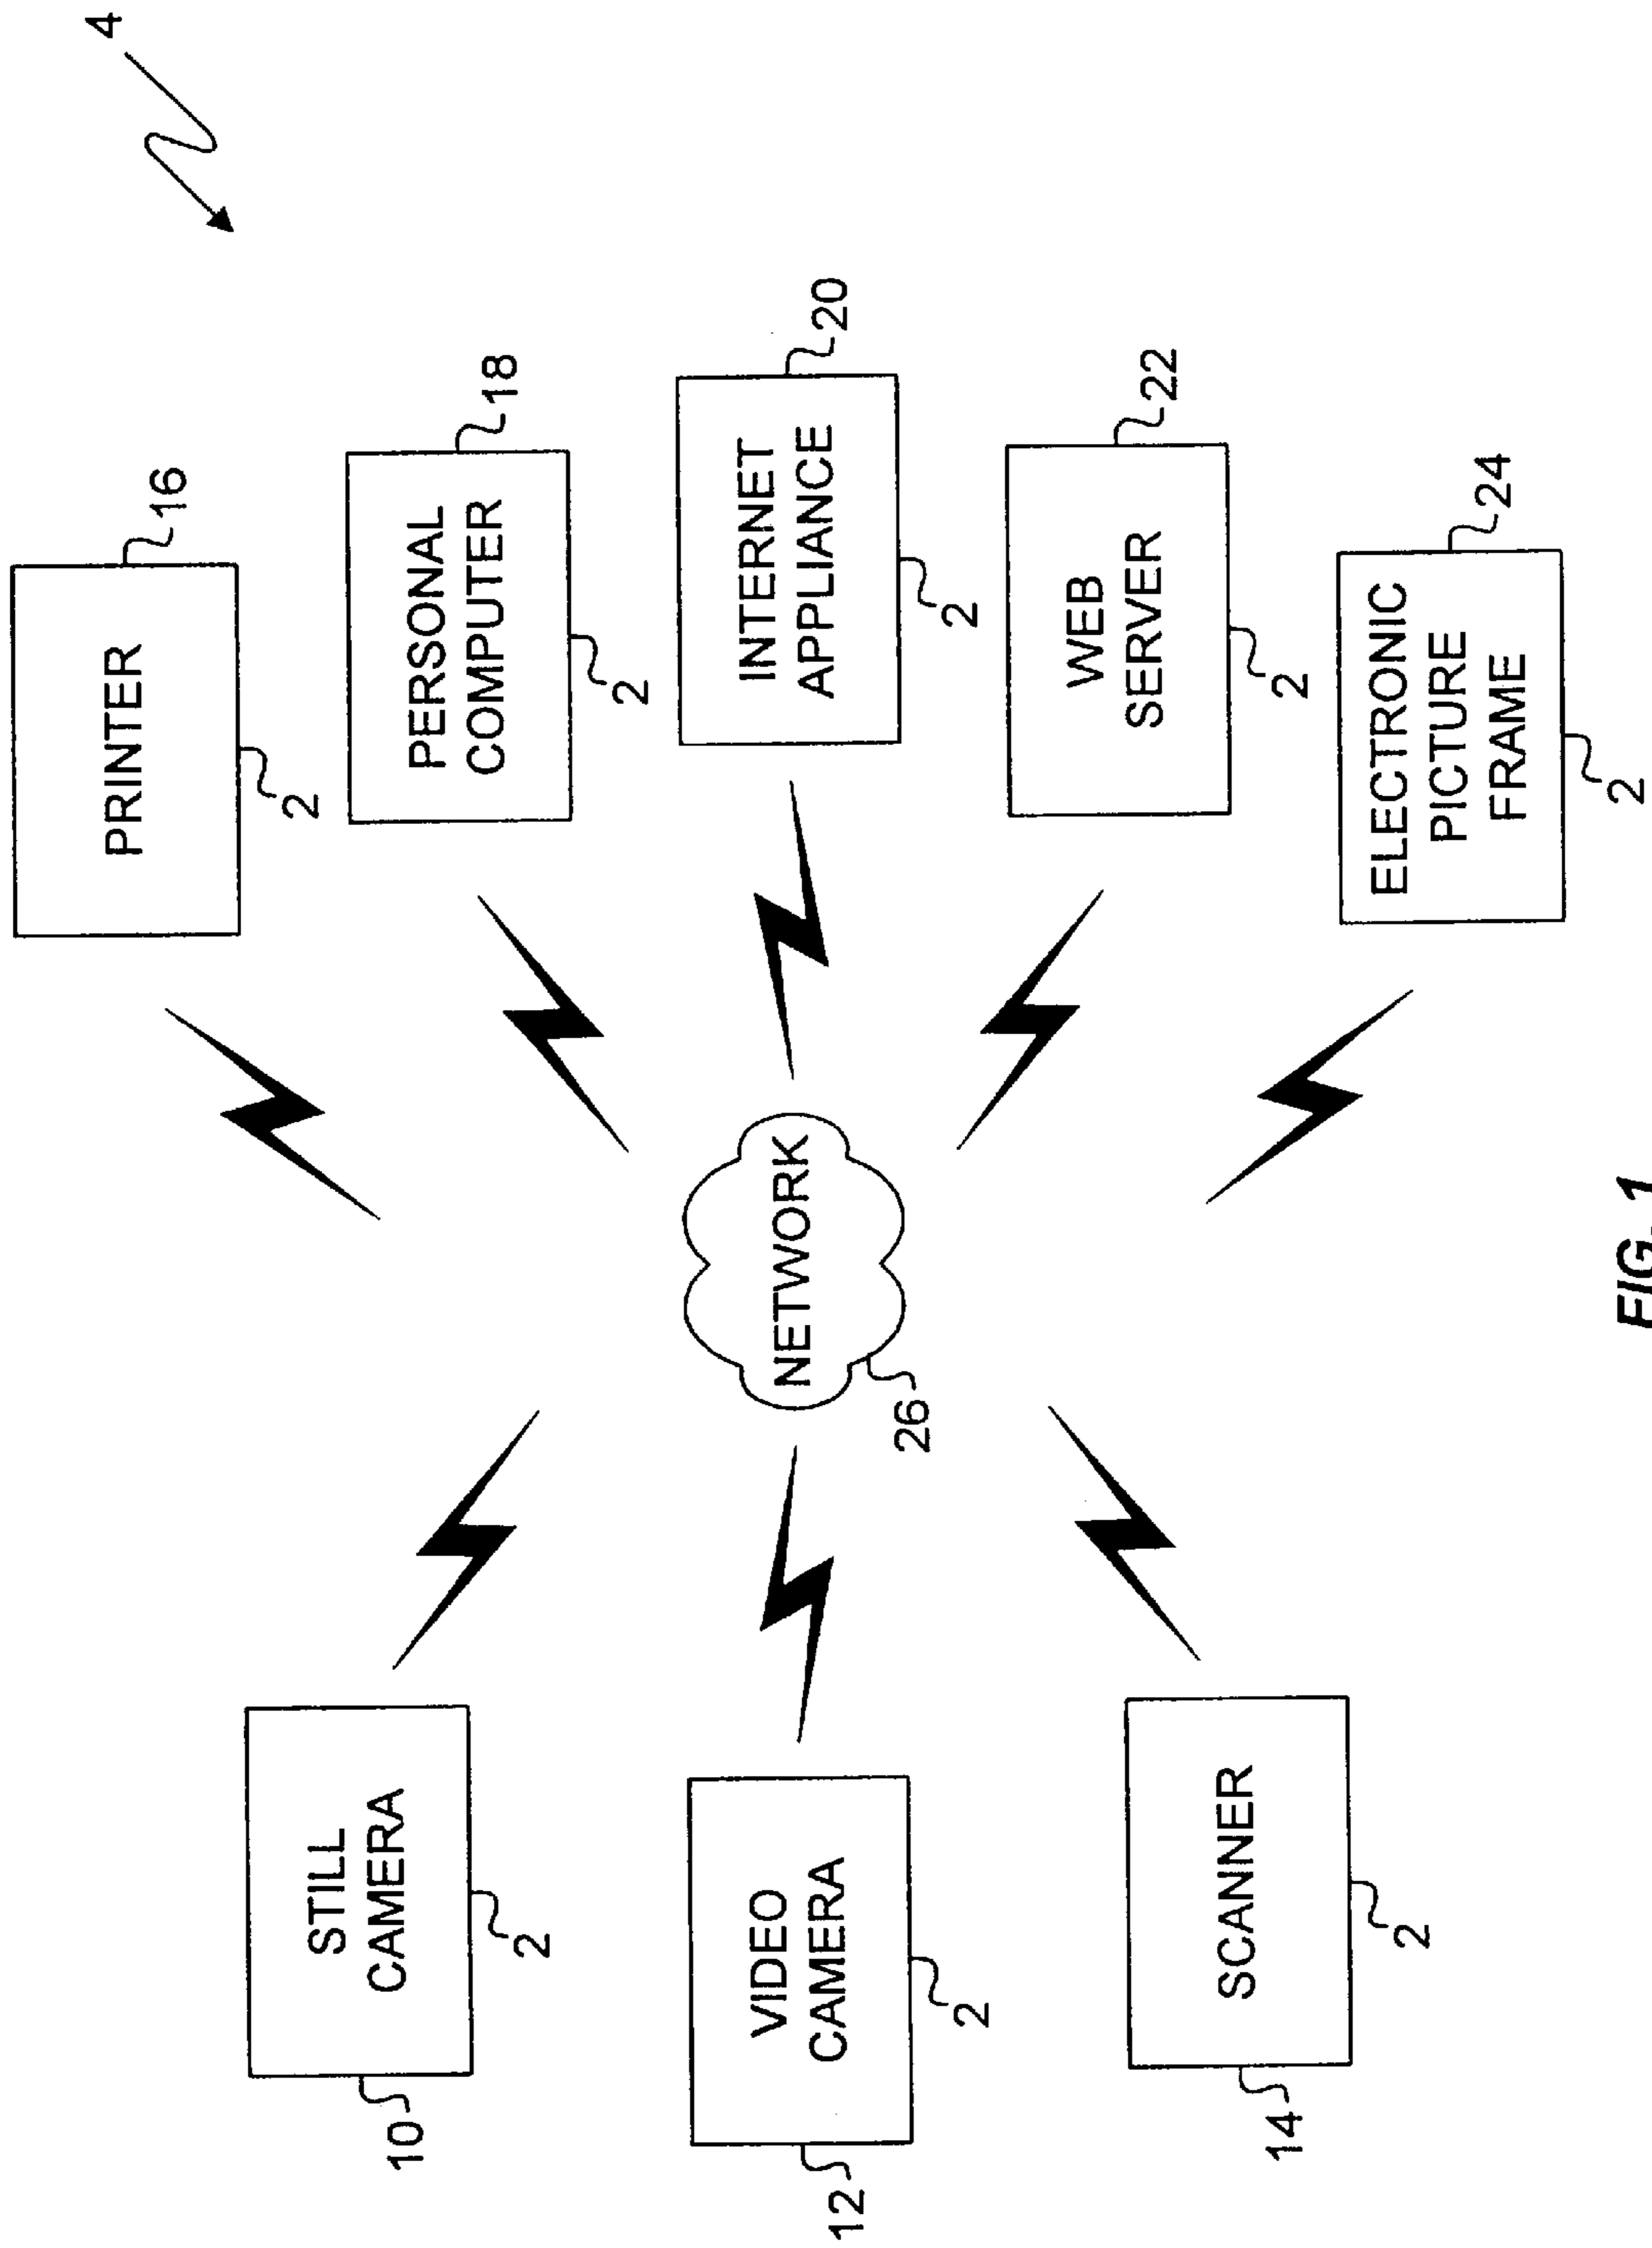 4
PRINTER
16
2
PERSONAL
COMPUTER
18
2
STILL
CAMERA
10
2
INTERNET
APPLIANCE
20
2
NETWORK
26
VIDEO
CAMERA
12
2
WEB
SERVER
22
2
SCANNER
14
2
ELECTRONIC
PICTURE
FRAME
24
2
FIG. 1